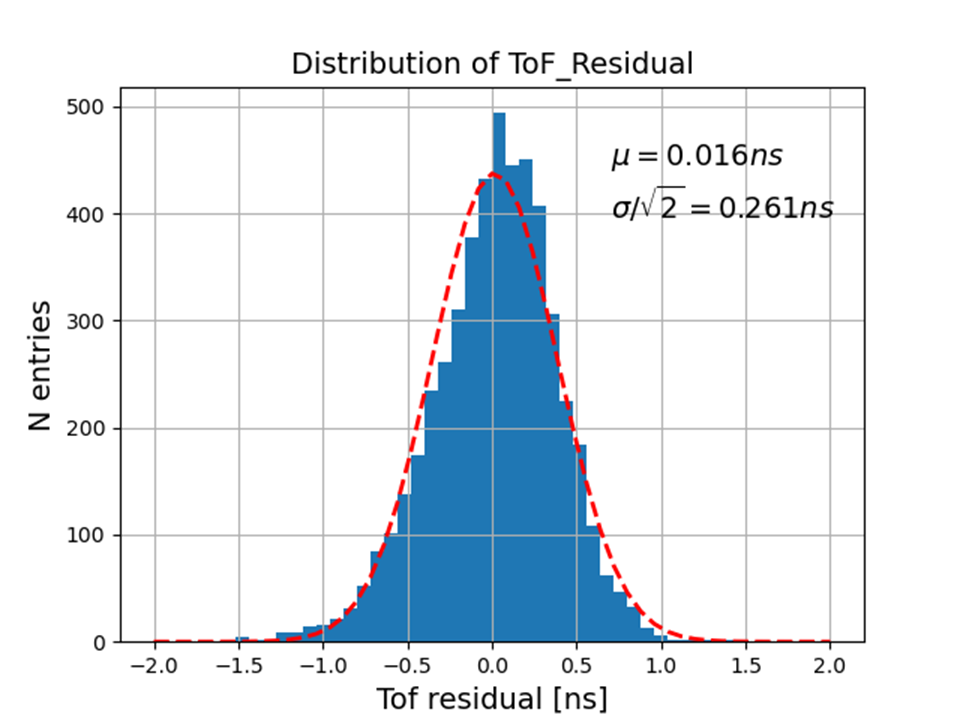 Distribution of ToF_Residual
500
400
300
200
100
0
N entries
μ = 0.016ns
σ/√2 = 0.261ns
−2.0 −1.5 −1.0 −0.5 0.0 0.5 1.0 1.5 2.0
Tof residual [ns]